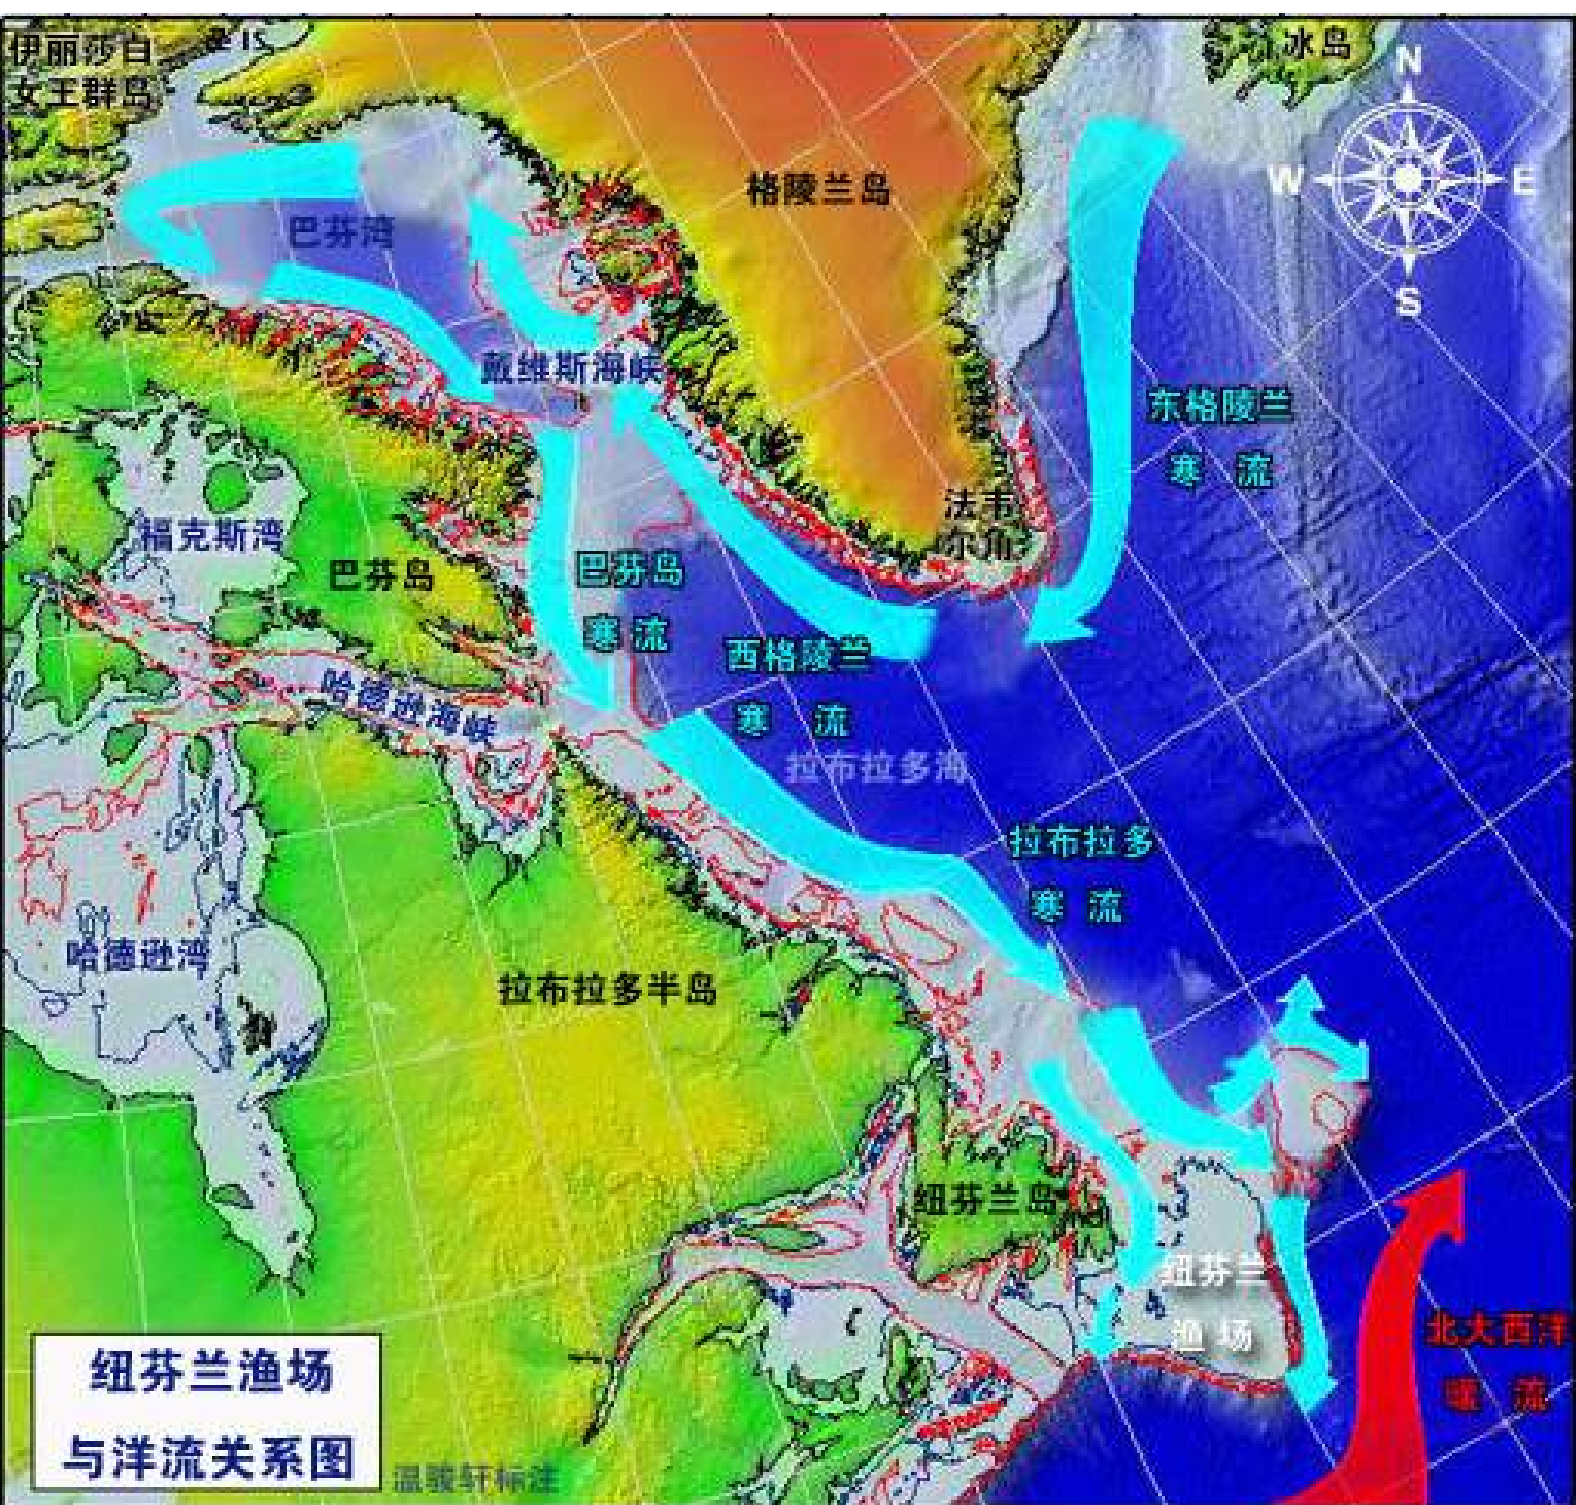 伊丽莎白
女王群岛
冰岛
N
W
E
S
格陵兰岛
巴芬湾
戴维斯海峡
东格陵兰
寒 流
法韦
尔角
福克斯湾
巴芬岛
巴芬岛
寒 流
西格陵兰
寒 流
哈德逊海峡
拉布拉多海
拉布拉多
寒 流
哈德逊湾
拉布拉多半岛
纽芬兰岛
纽芬兰
渔 场
北大西洋
暖 流
纽芬兰渔场
与洋流关系图
温骏轩标注